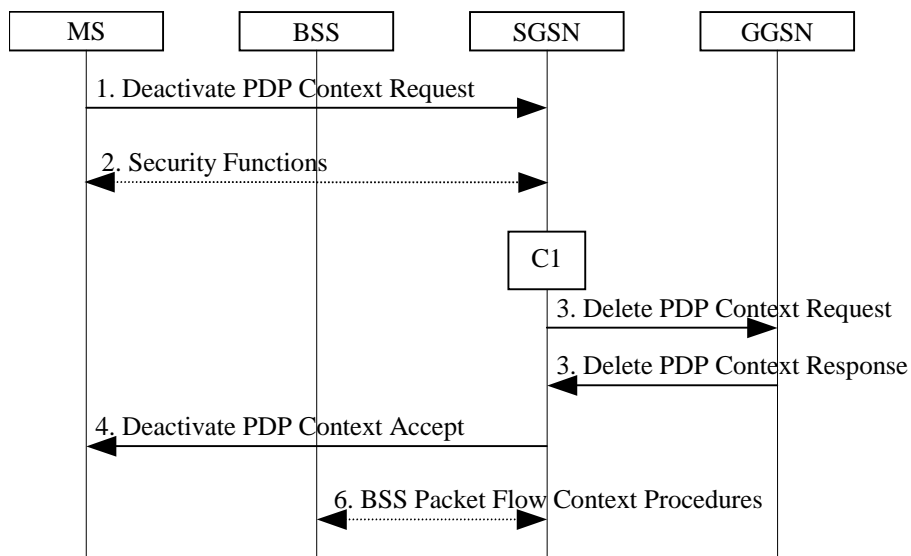 MS
BSS
SGSN
GGSN
1. Deactivate PDP Context Request
2. Security Functions
C1
3. Delete PDP Context Request
3. Delete PDP Context Response
4. Deactivate PDP Context Accept
6. BSS Packet Flow Context Procedures